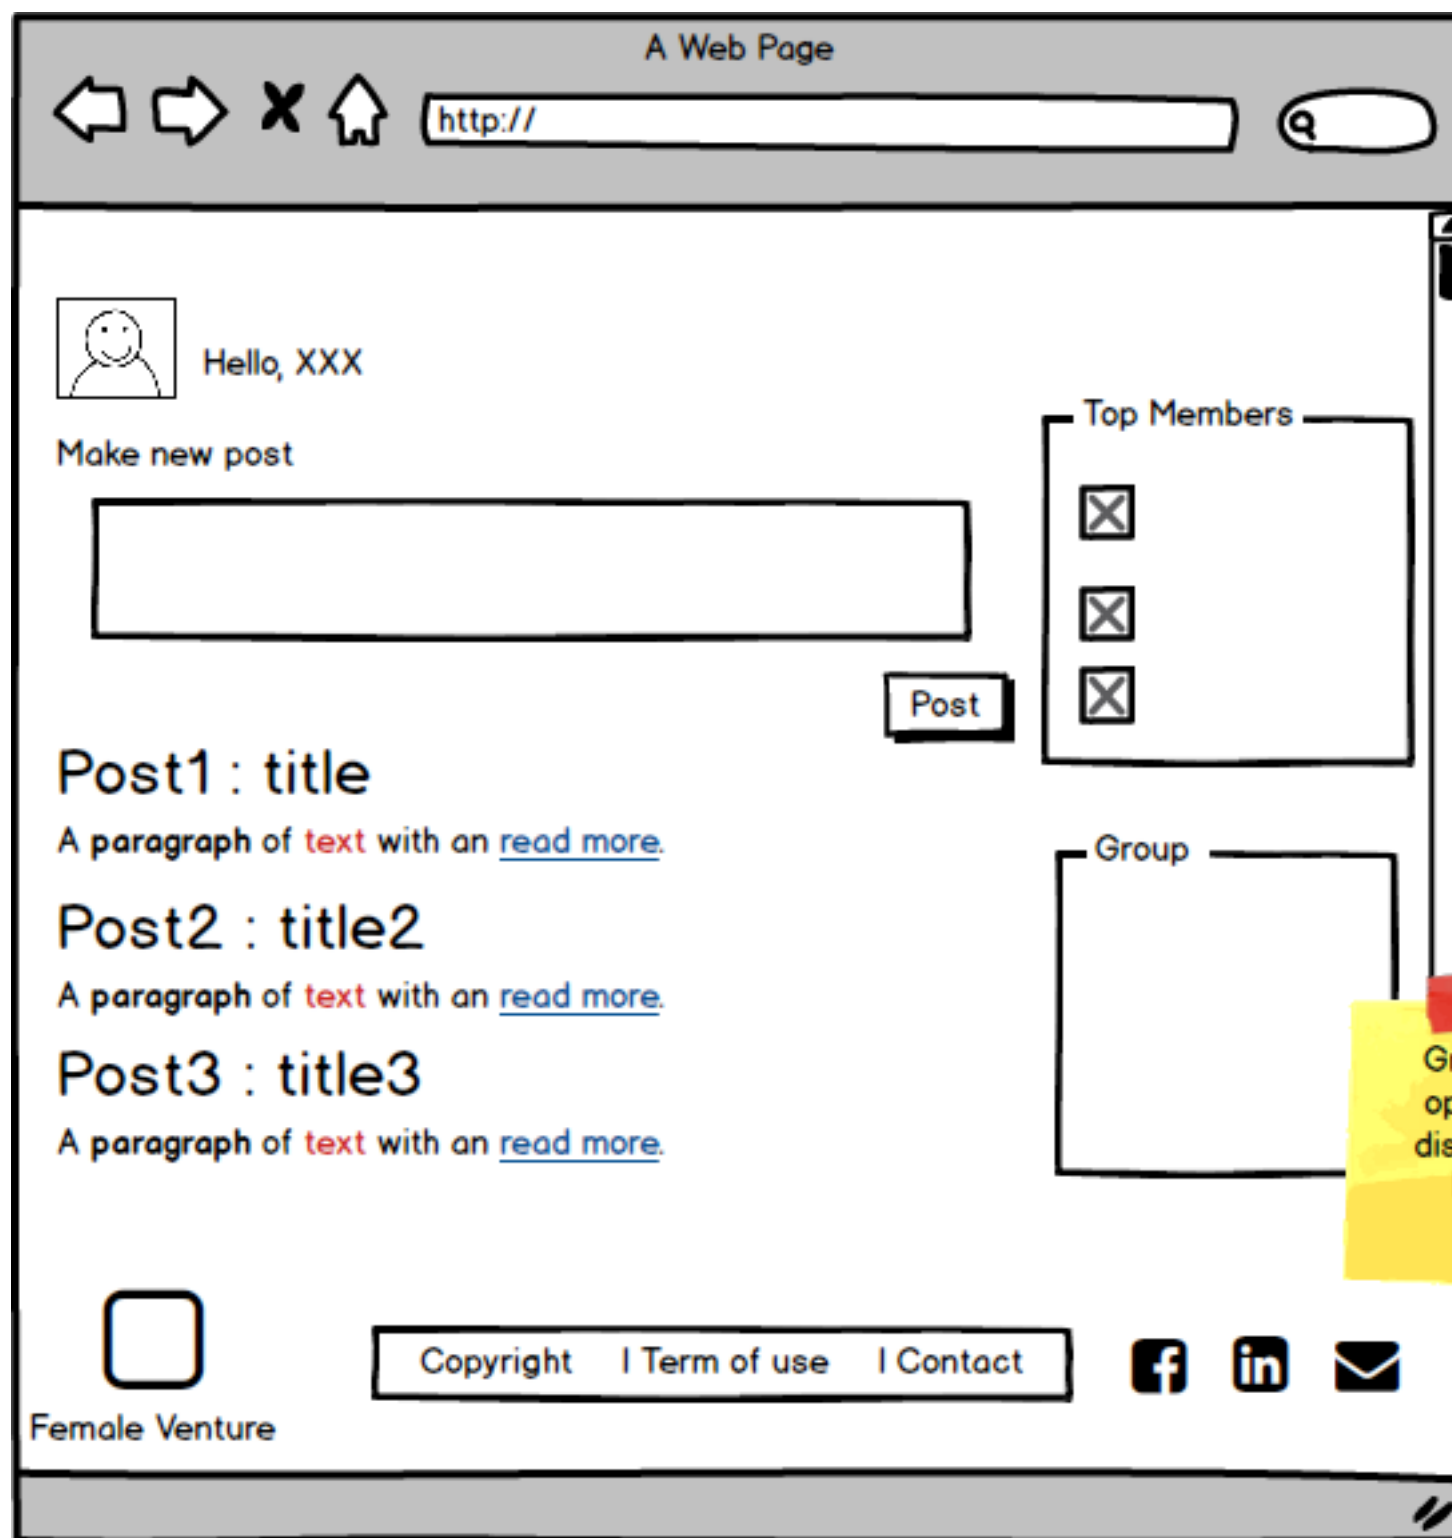 A Web Page
http://
Hello, XXX
Make new post
Post
Top Members
Post1 : title
A paragraph of text with an read more.
Post2 : title2
A paragraph of text with an read more.
Post3 : title3
A paragraph of text with an read more.
Group
Female Venture
Copyright | Term of use | Contact